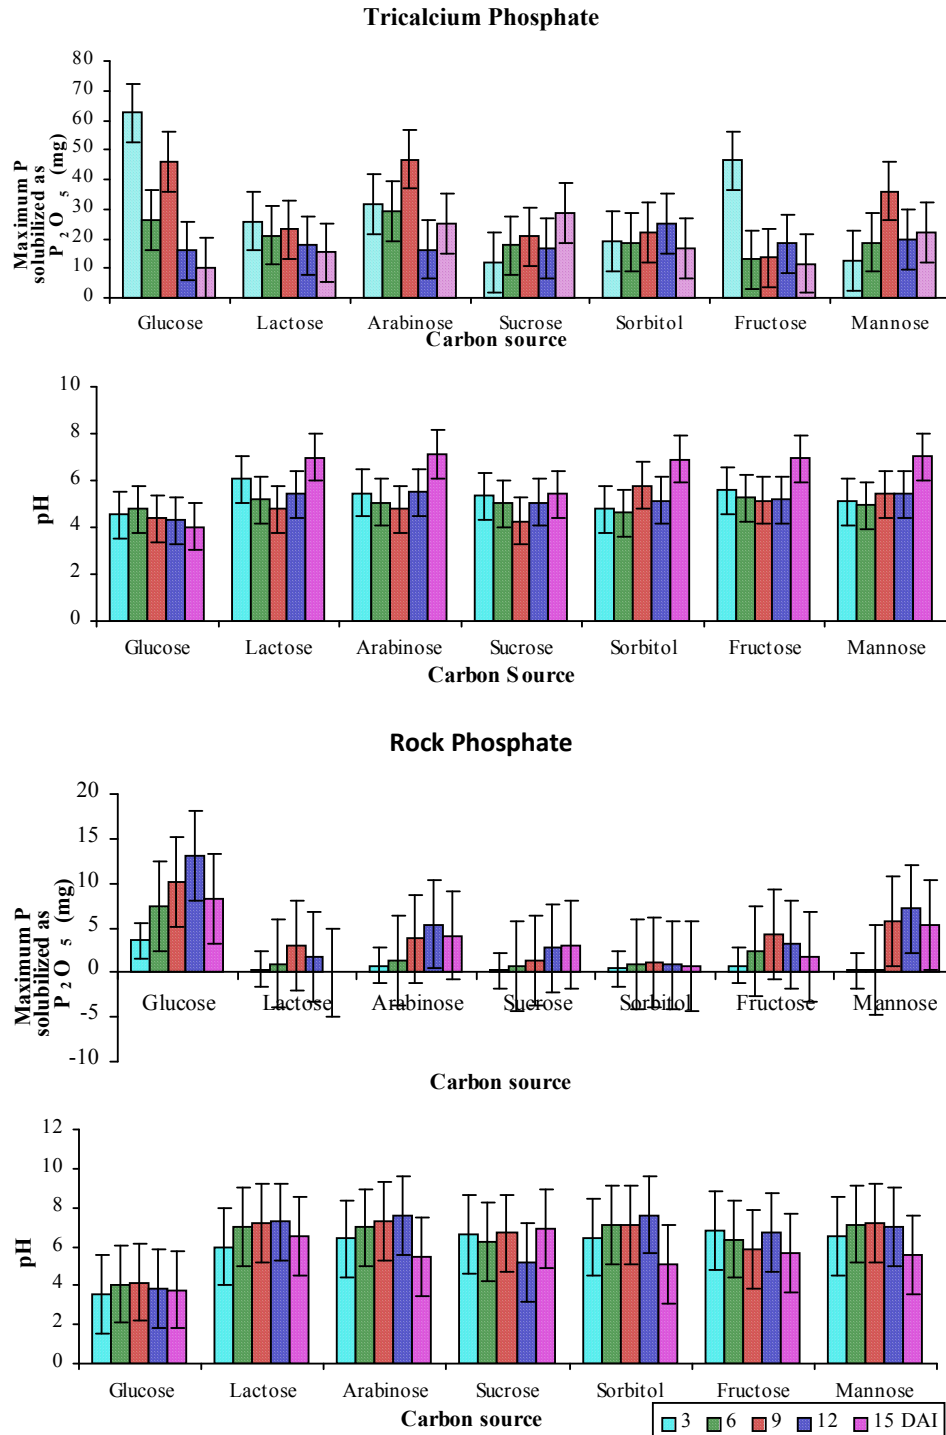 Tricalcium Phosphate
Maximum P
solubilized as
P₂O₅ (mg)
80
70
60
50
40
30
20
10
0
Glucose Lactose Arabinose Sucrose Sorbitol Fructose Mannose
Carbon source
pH
10
8
6
4
2
0
Glucose Lactose Arabinose Sucrose Sorbitol Fructose Mannose
Carbon Source
Rock Phosphate
Maximum P
solubilized as
P₂O₅ (mg)
20
15
10
5
0
-5
-10
Glucose Lactose Arabinose Sucrose Sorbitol Fructose Mannose
Carbon source
pH
12
10
8
6
4
2
0
Glucose Lactose Arabinose Sucrose Sorbitol Fructose Mannose
Carbon source
3 6 9 12 15 DAI